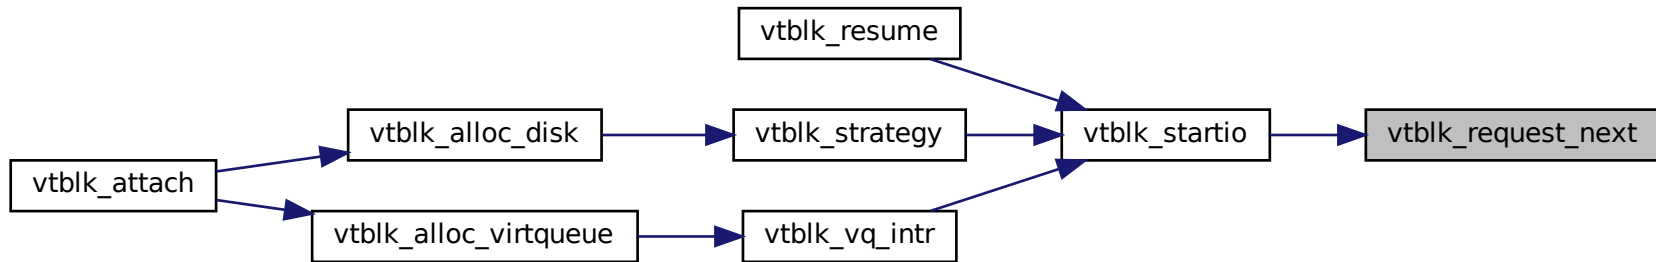 vtblk_resume
vtblk_alloc_disk
vtblk_strategy
vtblk_startio
vtblk_request_next
vtblk_attach
vtblk_alloc_virtqueue
vtblk_vq_intr